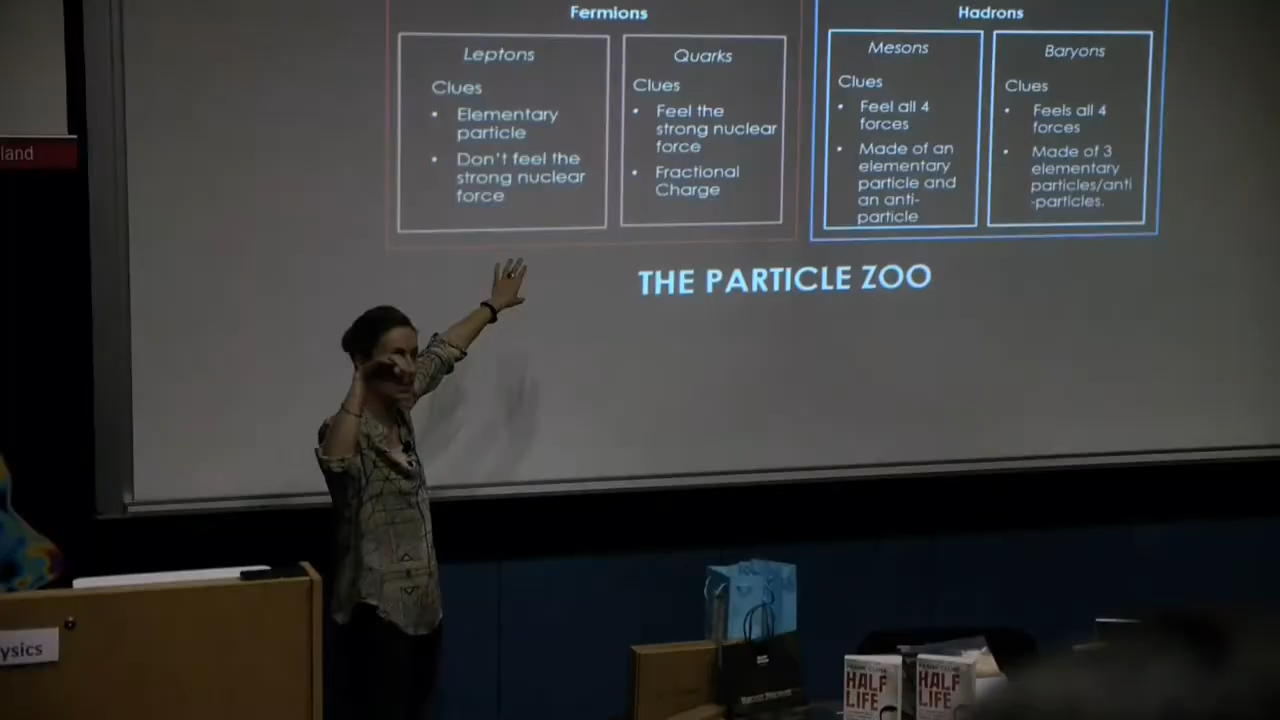 Fermions
Leptons
Clues
• Elementary
particle
• Don't feel the
strong nuclear
force
Quarks
Clues
• Feel the
strong nuclear
force
• Fractional
Charge
Hadrons
Mesons
Clues
• Feel all 4
forces
• Made of an
elementary
particle and
an anti-
particle
Baryons
Clues
• Feels all 4
forces
• Made of 3
elementary
particles/anti
-particles.
THE PARTICLE ZOO
land
ysics
HALF
LIFE
HALF
LIFE